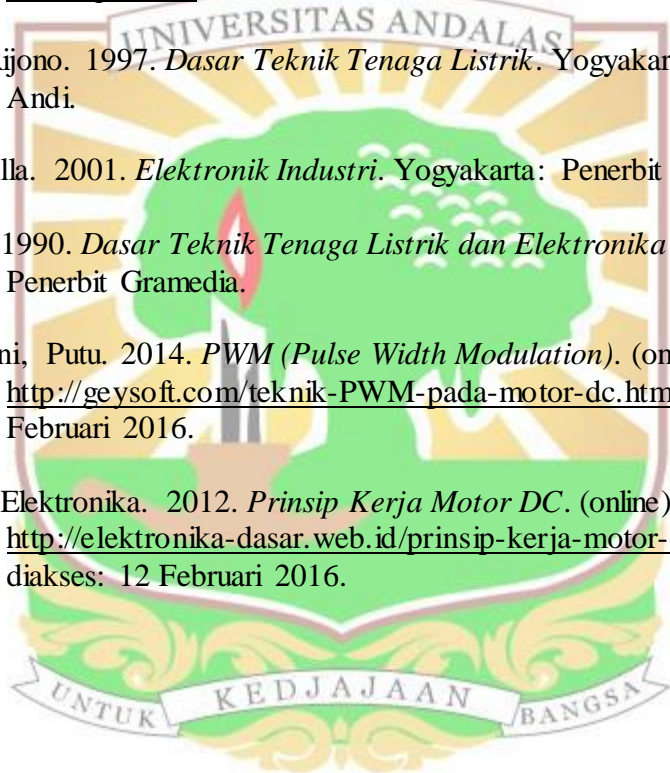 UNIVERSITAS ANDALAS
ijono. 1997. Dasar Teknik Tenaga Listrik. Yogyakar
Andi.
lla. 2001. Elektronik Industri. Yogyakarta: Penerbit
1990. Dasar Teknik Tenaga Listrik dan Elektronika
Penerbit Gramedia.
ni, Putu. 2014. PWM (Pulse Width Modulation). (on
http://geysoft.com/teknik-PWM-pada-motor-dc.htm
Februari 2016.
Elektronika. 2012. Prinsip Kerja Motor DC. (online)
http://elektronika-dasar.web.id/prinsip-kerja-motor-
diakses: 12 Februari 2016.
UNTUK KEDJAJAAN BANGSA